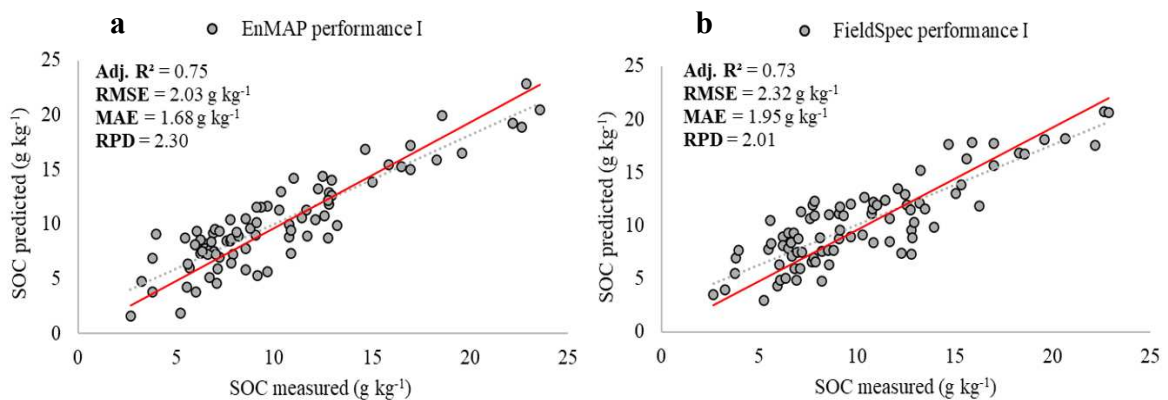 a
EnMAP performance I
Adj. R² = 0.75
RMSE = 2.03 g kg⁻¹
MAE = 1.68 g kg⁻¹
RPD = 2.30
SOC predicted (g kg⁻¹)
25
20
15
10
5
0
0 5 10 15 20 25
SOC measured (g kg⁻¹)
b
FieldSpec performance I
Adj. R² = 0.73
RMSE = 2.32 g kg⁻¹
MAE = 1.95 g kg⁻¹
RPD = 2.01
SOC predicted (g kg⁻¹)
25
20
15
10
5
0
0 5 10 15 20 25
SOC measured (g kg⁻¹)